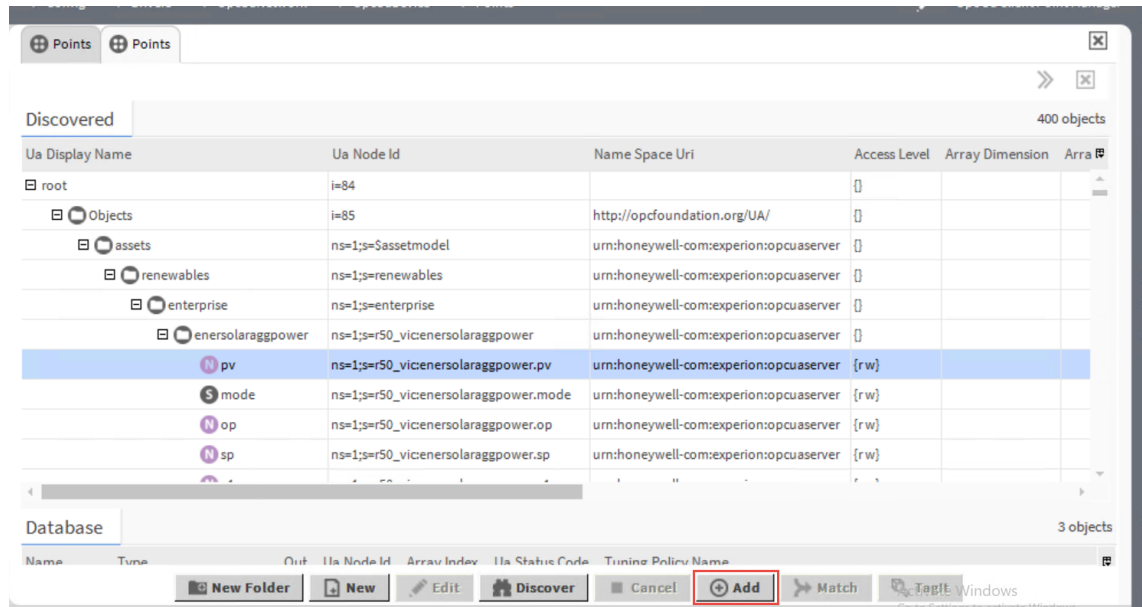 Points Points
Discovered 400 objects
Ua Display Name Ua Node Id Name Space Uri Access Level Array Dimension Arra
root i=84 {}
Objects i=85 http://opcfoundation.org/UA/ {}
assets ns=1;s=$assetmodel urn:honeywell-com:experion:opcuaserver {}
renewables ns=1;s=renewables urn:honeywell-com:experion:opcuaserver {}
enterprise ns=1;s=enterprise urn:honeywell-com:experion:opcuaserver {}
enersolaraggpower ns=1;s=r50_vic:enersolaraggpower urn:honeywell-com:experion:opcuaserver {}
N pv ns=1;s=r50_vic:enersolaraggpower.pv urn:honeywell-com:experion:opcuaserver {rw}
S mode ns=1;s=r50_vic:enersolaraggpower.mode urn:honeywell-com:experion:opcuaserver {rw}
N op ns=1;s=r50_vic:enersolaraggpower.op urn:honeywell-com:experion:opcuaserver {rw}
N sp ns=1;s=r50_vic:enersolaraggpower.sp urn:honeywell-com:experion:opcuaserver {rw}
Database 3 objects
Name Type Out Ua Node Id Array Index Ua Status Code Tuning Policy Name
New Folder New Edit Discover Cancel Add Match TagIt Windows